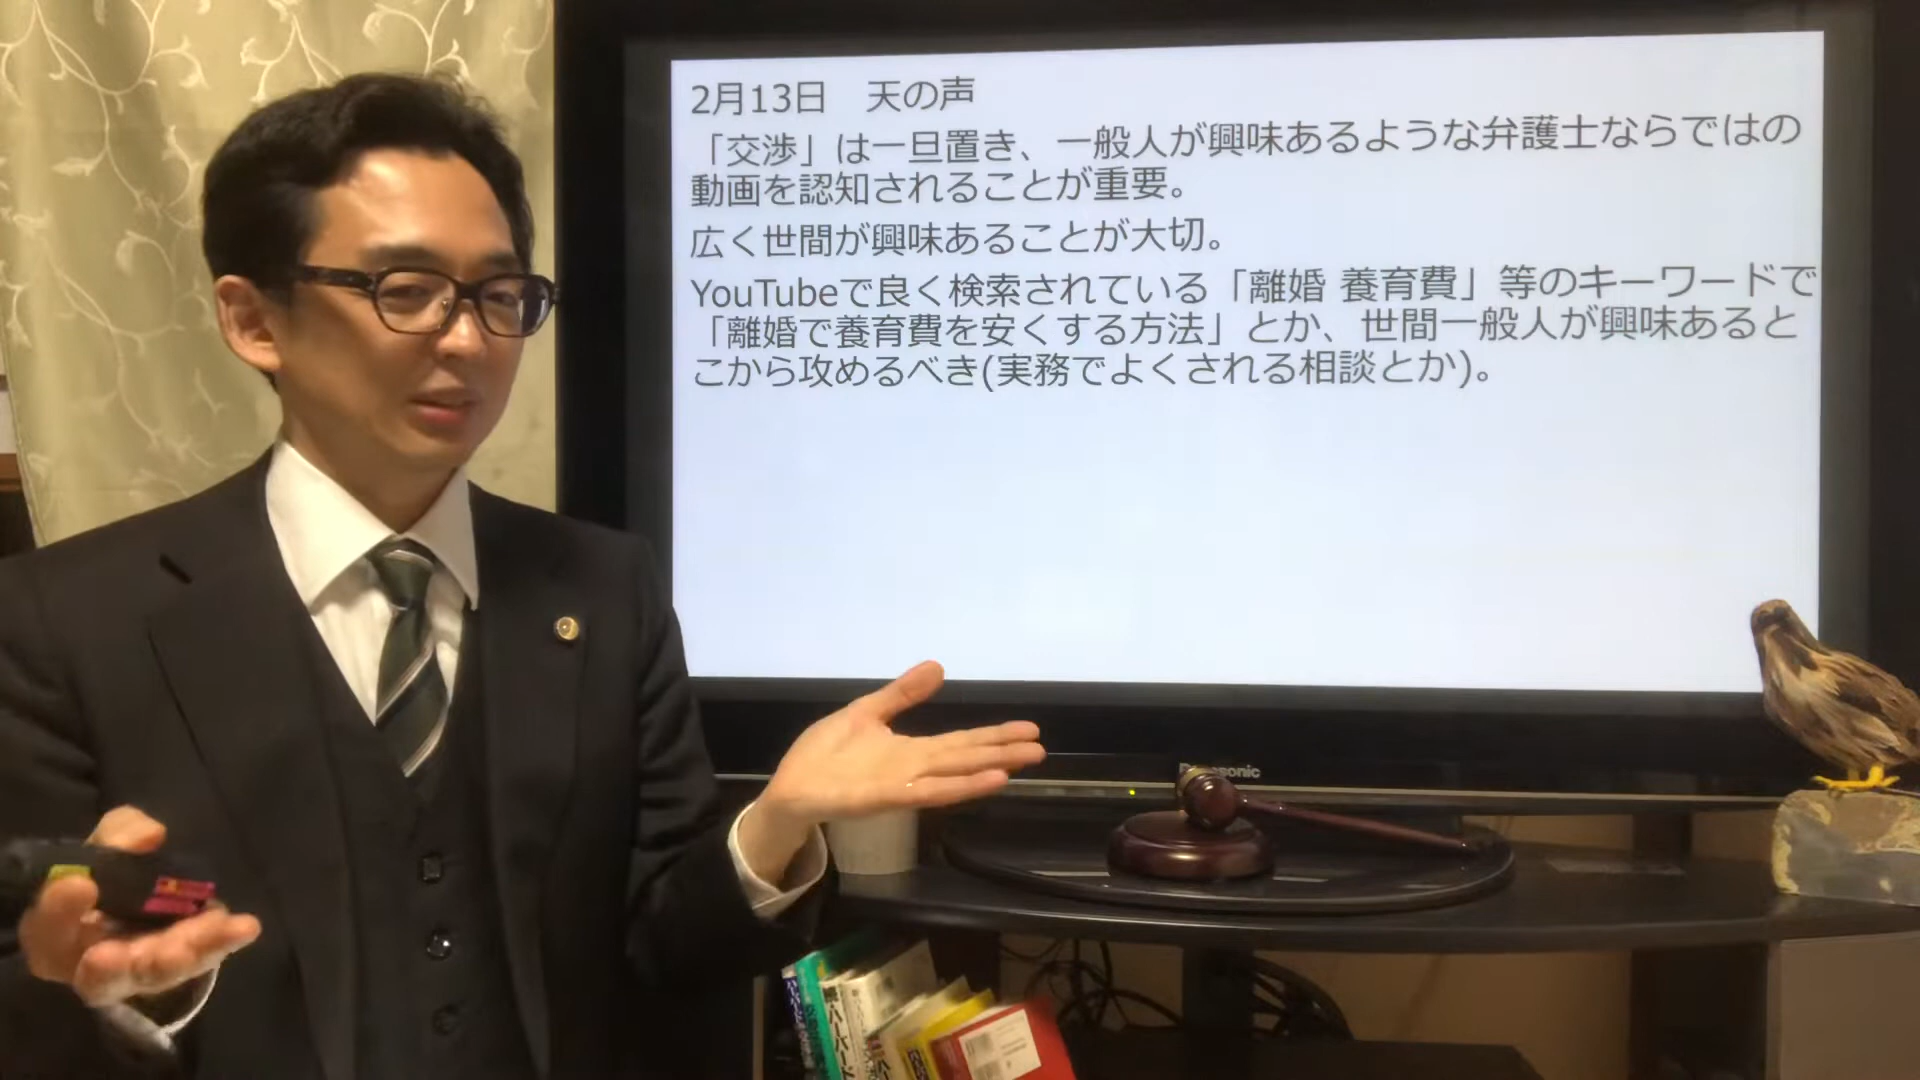 2月13日　天の声
「交渉」は一旦置き、一般人が興味あるような弁護士ならではの
動画を認知されることが重要。
広く世間が興味あることが大切。
YouTubeで良く検索されている「離婚 養育費」等のキーワードで
「離婚で養育費を安くする方法」とか、世間一般人が興味あると
こから攻めるべき(実務でよくされる相談とか)。
Panasonic